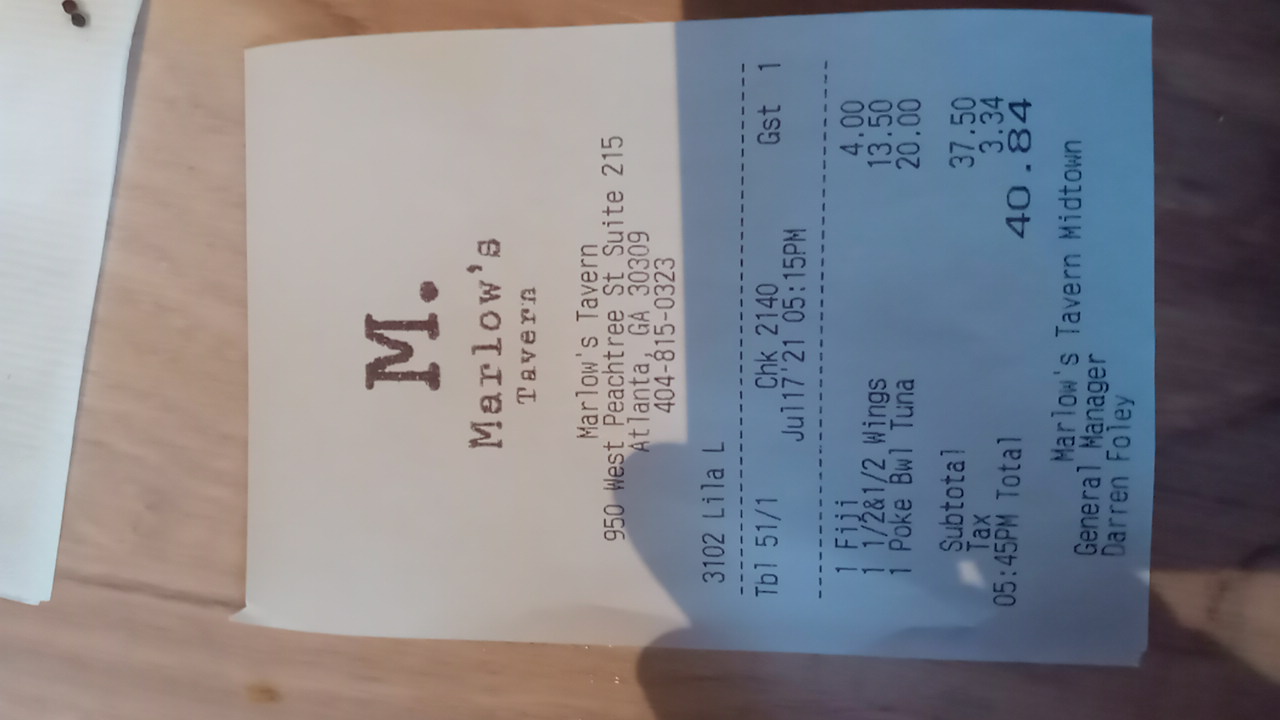 M.
Marlow's
Tavern
Marlow's Tavern
950 West Peachtree St Suite 215
Atlanta, GA 30309
404-815-0323
3102 Lila L
Tbl 51/1 Chk 2140 Gst 1
Jul17'21 05:15PM
1 Fiji 4.00
1 1/2&1/2 Wings 13.50
1 Poke Bwl Tuna 20.00
Subtotal 37.50
Tax 3.34
05:45PM Total 40.84
Marlow's Tavern Midtown
General Manager
Darren Foley